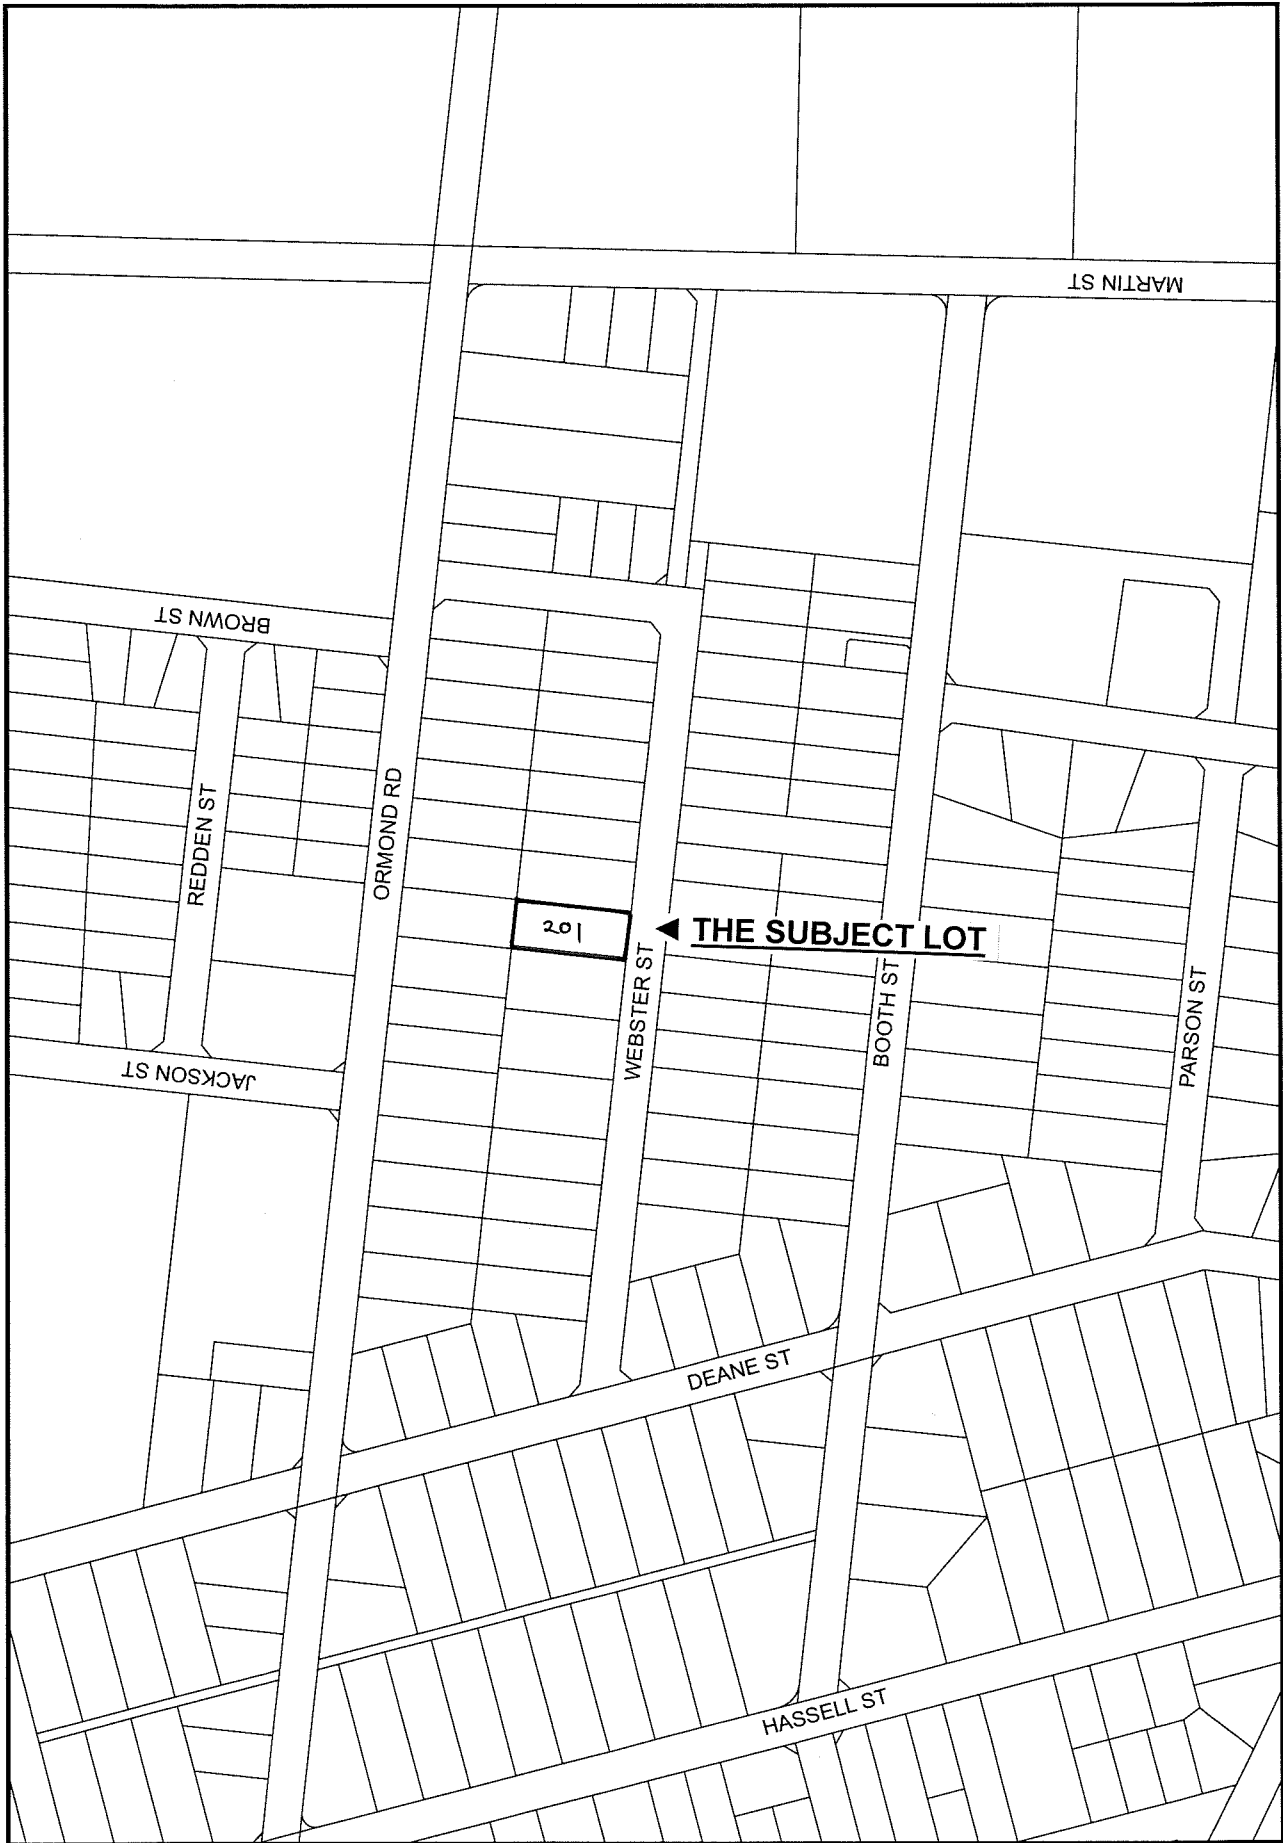 MARTIN ST
BROWN ST
REDDEN ST
ORMOND RD
201
THE SUBJECT LOT
WEBSTER ST
BOOTH ST
PARSON ST
JACKSON ST
DEANE ST
HASSELL ST